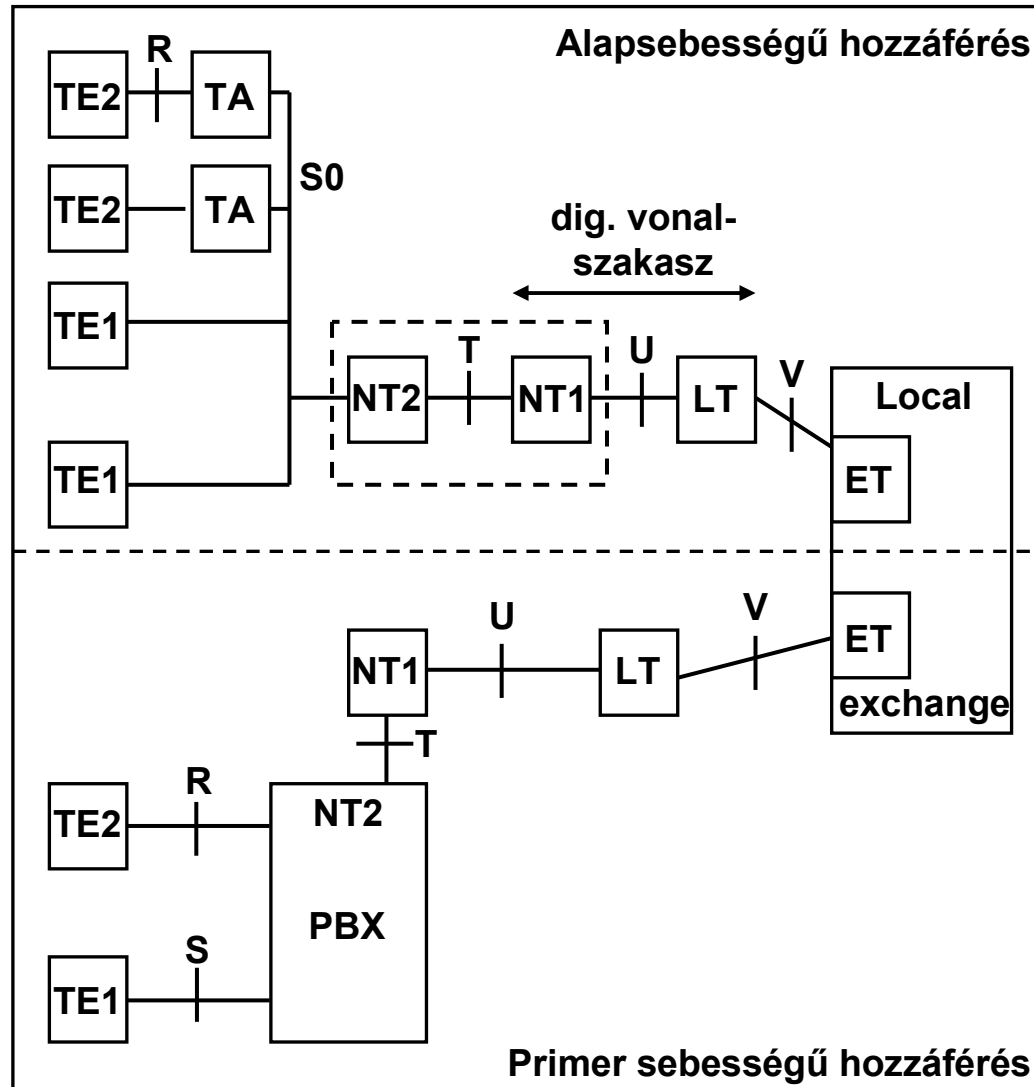 Alapsebességű hozzáférés
R
TE2 TA
S0
TE2 TA
dig. vonal-
szakasz
TE1
T U V
NT2 NT1 LT
Local
TE1
ET
U V
NT1 LT
ET
exchange
T
R
TE2
NT2
PBX
S
TE1
Primer sebességű hozzáférés